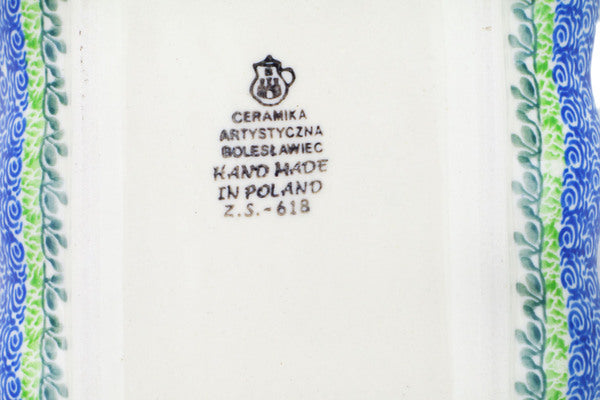 CERAMIKA
ARTYSTYCZNA
BOLESŁAWIEC
HAND MADE
IN POLAND
Z.S.-618